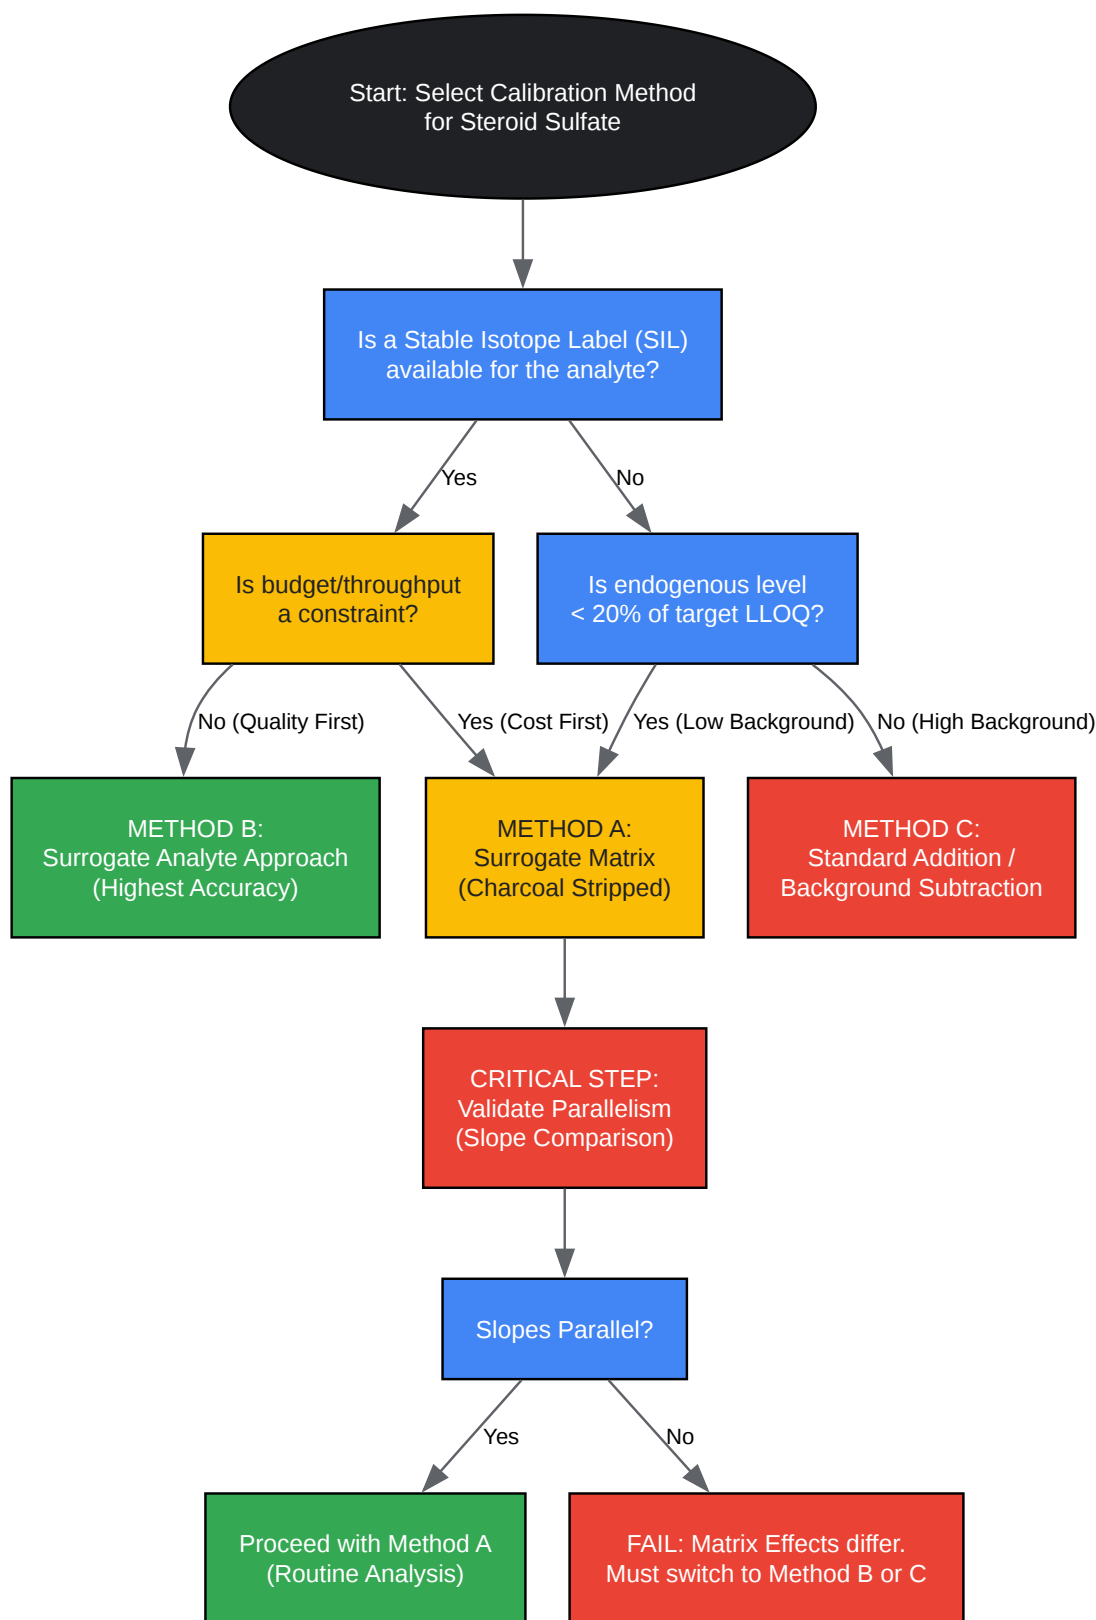 Start: Select Calibration Method
for Steroid Sulfate
Is a Stable Isotope Label (SIL)
available for the analyte?
Yes
No
Is budget/throughput
a constraint?
Is endogenous level
< 20% of target LLOQ?
No (Quality First)
Yes (Cost First)
Yes (Low Background)
No (High Background)
METHOD B:
Surrogate Analyte Approach
(Highest Accuracy)
METHOD A:
Surrogate Matrix
(Charcoal Stripped)
METHOD C:
Standard Addition /
Background Subtraction
CRITICAL STEP:
Validate Parallelism
(Slope Comparison)
Slopes Parallel?
Yes
No
Proceed with Method A
(Routine Analysis)
FAIL: Matrix Effects differ.
Must switch to Method B or C